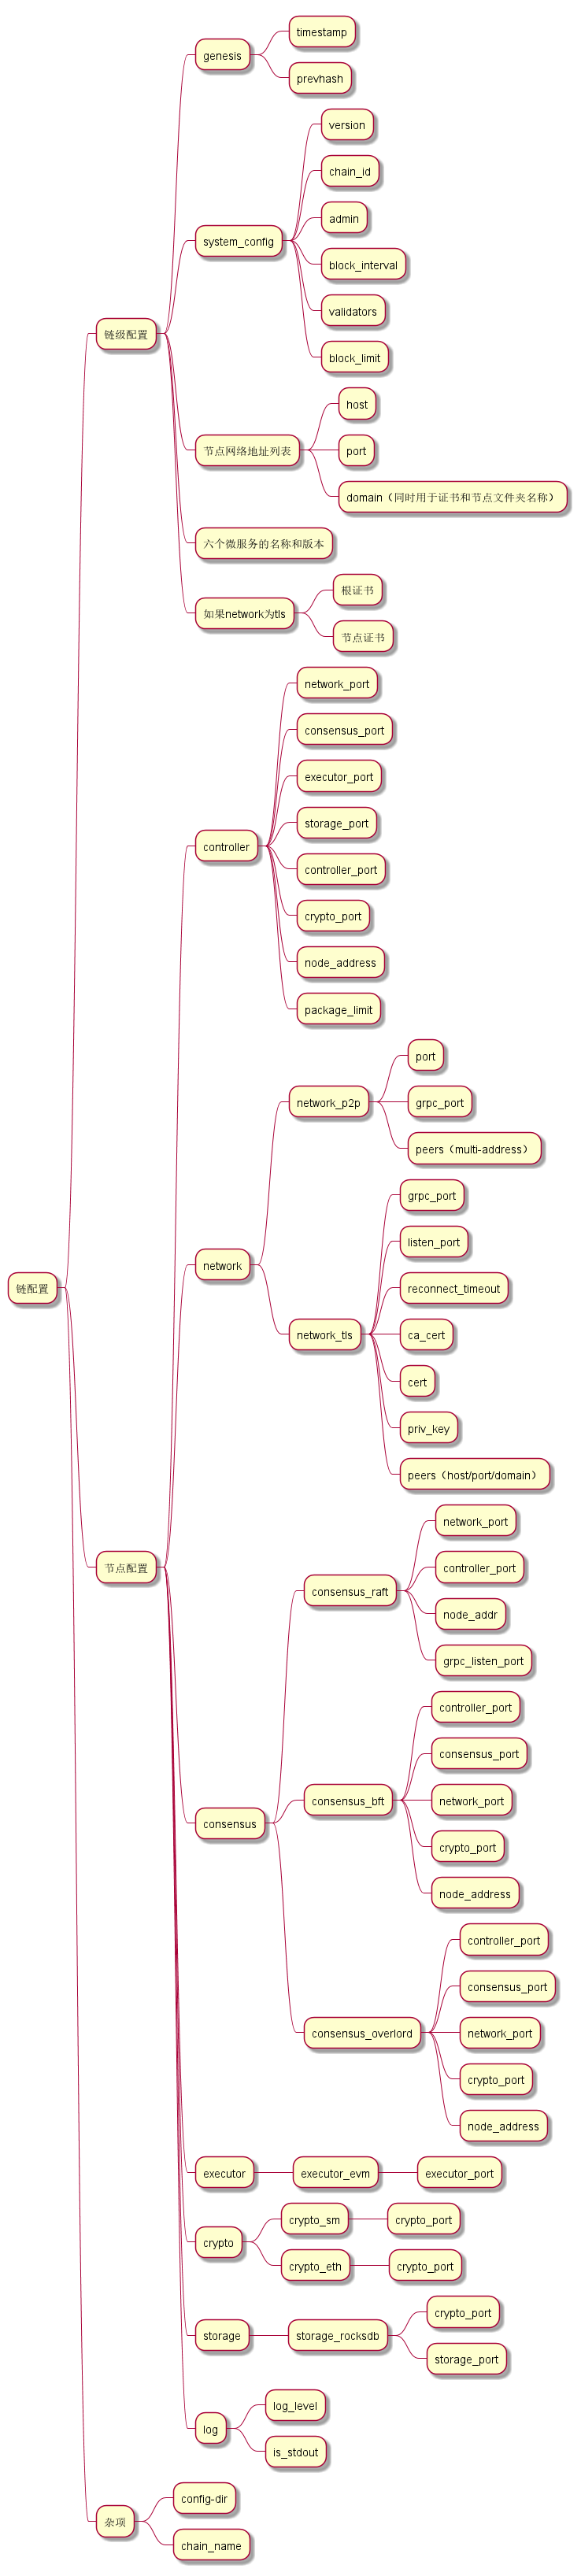 链配置
链级配置
genesis
timestamp
prevhash
system_config
version
chain_id
admin
block_interval
validators
block_limit
节点网络地址列表
host
port
domain（同时用于证书和节点文件夹名称）
六个微服务的名称和版本
如果network为tls
根证书
节点证书
节点配置
controller
network_port
consensus_port
executor_port
storage_port
controller_port
crypto_port
node_address
package_limit
network
network_p2p
port
grpc_port
peers（multi-address）
network_tls
grpc_port
listen_port
reconnect_timeout
ca_cert
cert
priv_key
peers（host/port/domain）
consensus
consensus_raft
network_port
controller_port
node_addr
grpc_listen_port
consensus_bft
controller_port
consensus_port
network_port
crypto_port
node_address
consensus_overlord
controller_port
consensus_port
network_port
crypto_port
node_address
executor
executor_evm
executor_port
crypto
crypto_sm
crypto_port
crypto_eth
crypto_port
storage
storage_rocksdb
crypto_port
storage_port
log
log_level
is_stdout
杂项
config-dir
chain_name